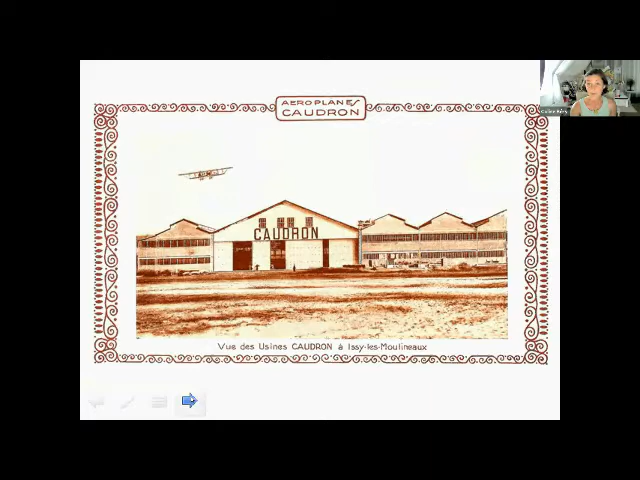 AEROPLANES
CAUDRON
CAUDRON
Vue des Usines CAUDRON à Issy-les-Moulineaux